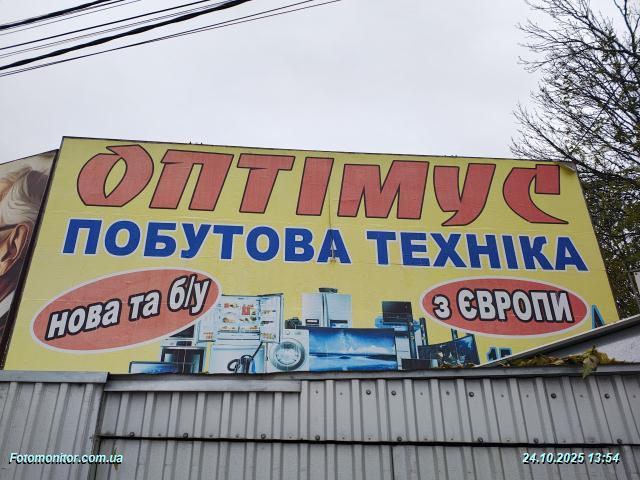 ОПТІМУС
ПОБУТОВА ТЕХНІКА
нова та б/у
з ЄВРОПИ
Fotomonitor.com.ua
24.10.2025 13:54